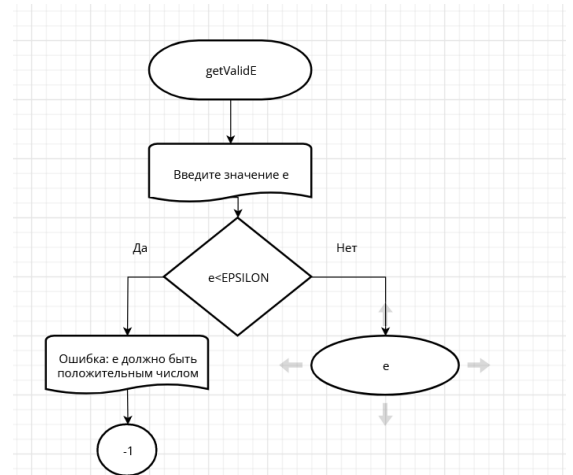 getValidE
Введите значение e
Да
Нет
e<EPSILON
Ошибка: e должно быть
положительным числом
e
-1